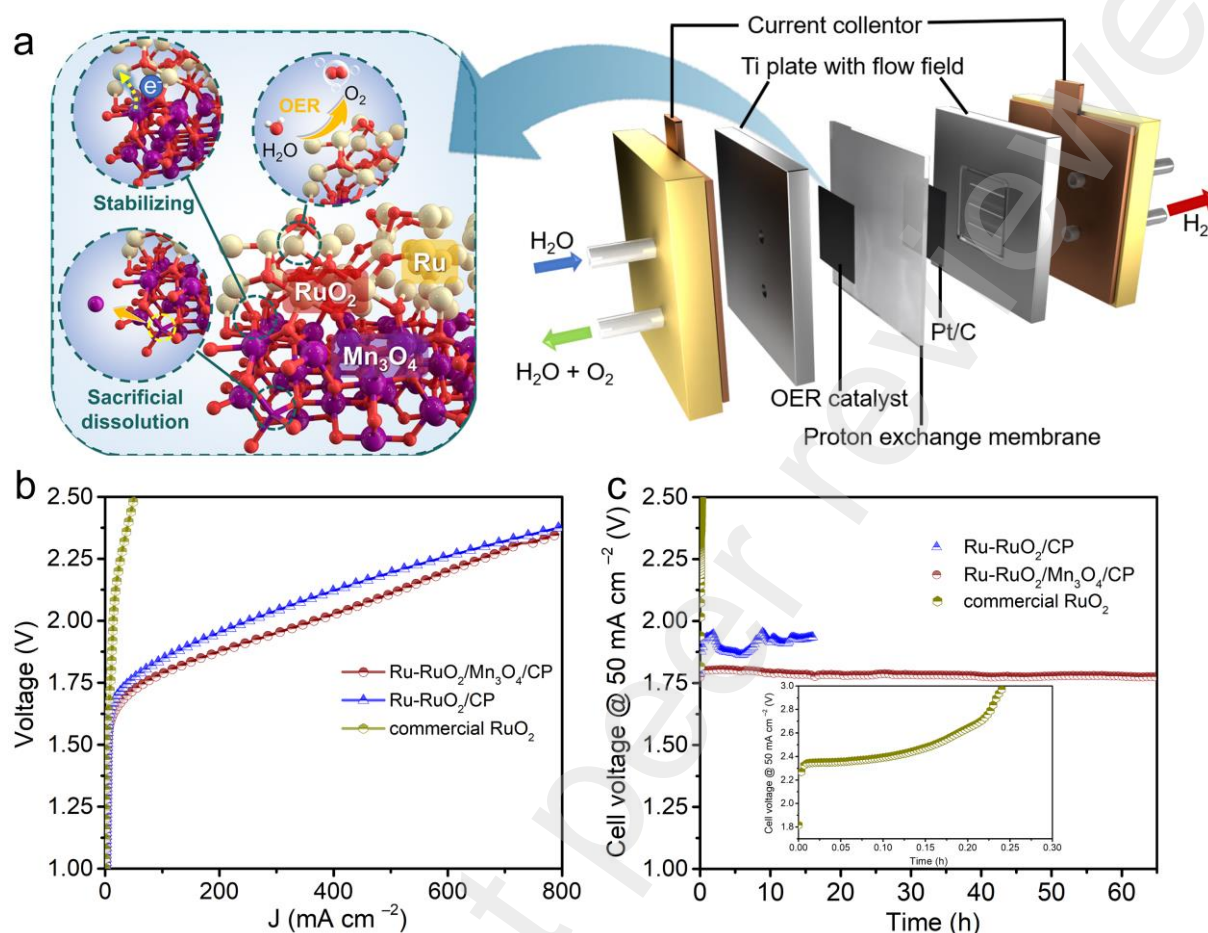 a
Current collentor
Ti plate with flow field
e⁻
OER
O₂
H₂O
Stabilizing
Ru
RuO₂
Mn₃O₄
Sacrificial
dissolution
H₂O
H₂O + O₂
H₂
Pt/C
OER catalyst
Proton exchange membrane
b
2.50
2.25
2.00
1.75
1.50
1.25
1.00
Voltage (V)
Ru-RuO₂/Mn₃O₄/CP
Ru-RuO₂/CP
commercial RuO₂
0
200
400
600
800
J (mA cm⁻²)
c
2.50
2.25
2.00
1.75
1.50
1.25
1.00
Cell voltage @ 50 mA cm⁻² (V)
Ru-RuO₂/CP
Ru-RuO₂/Mn₃O₄/CP
commercial RuO₂
3.0
2.8
2.6
2.4
2.2
2.0
1.8
Cell voltage @ 50 mA cm⁻² (V)
0.00
0.05
0.10
0.15
0.20
0.25
0.30
Time (h)
0
10
20
30
40
50
60
Time (h)
t peer review